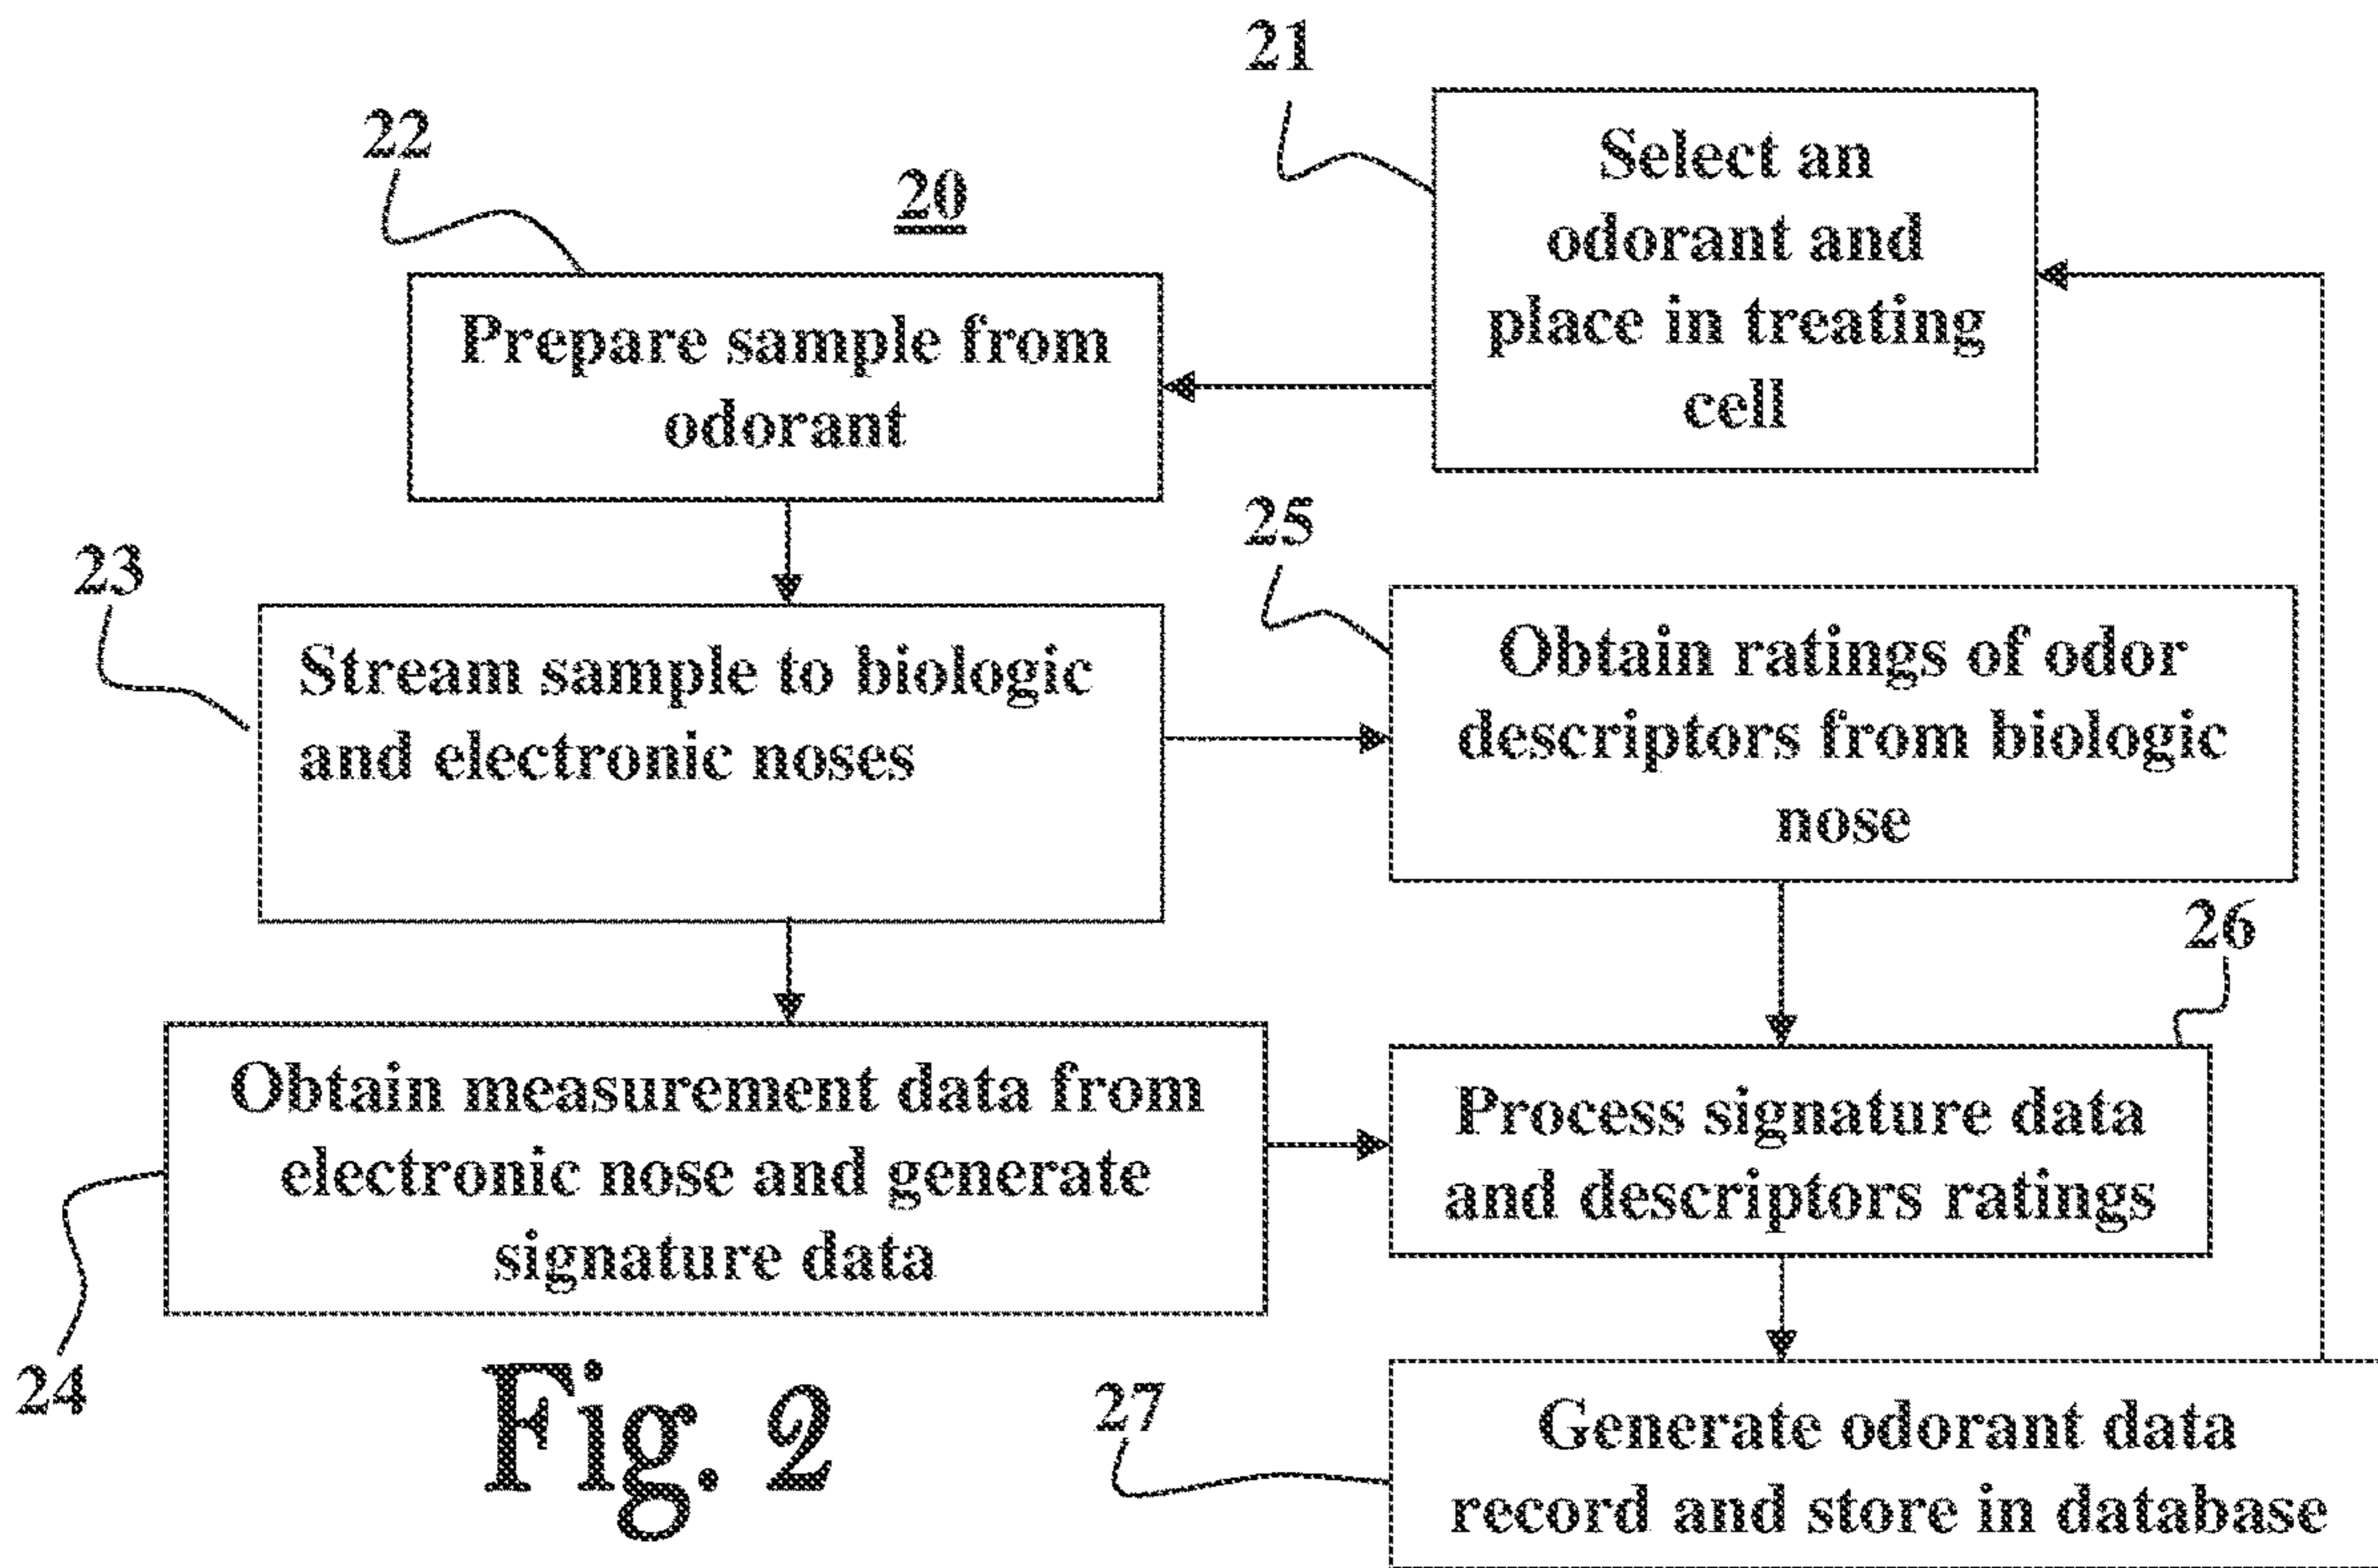 21
Select an
odorant and
place in treating
cell
22
20
Prepare sample from
odorant
23
Stream sample to biologic
and electronic noses
25
Obtain ratings of odor
descriptors from biologic
nose
24
Obtain measurement data from
electronic nose and generate
signature data
26
Process signature data
and descriptors ratings
27
Generate odorant data
record and store in database
Fig. 2